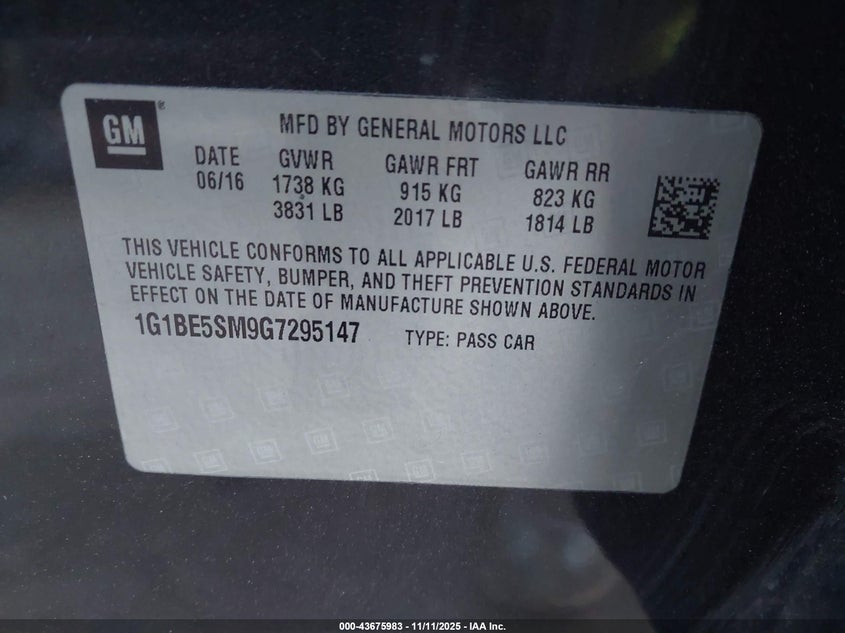 GM ®
MFD BY GENERAL MOTORS LLC
DATE GVWR GAWR FRT GAWR RR
06/16 1738 KG 915 KG 823 KG
3831 LB 2017 LB 1814 LB
THIS VEHICLE CONFORMS TO ALL APPLICABLE U.S. FEDERAL MOTOR
VEHICLE SAFETY, BUMPER, AND THEFT PREVENTION STANDARDS IN
EFFECT ON THE DATE OF MANUFACTURE SHOWN ABOVE.
1G1BE5SM9G7295147 TYPE: PASS CAR
000-43675983 - 11/11/2025 - IAA Inc.